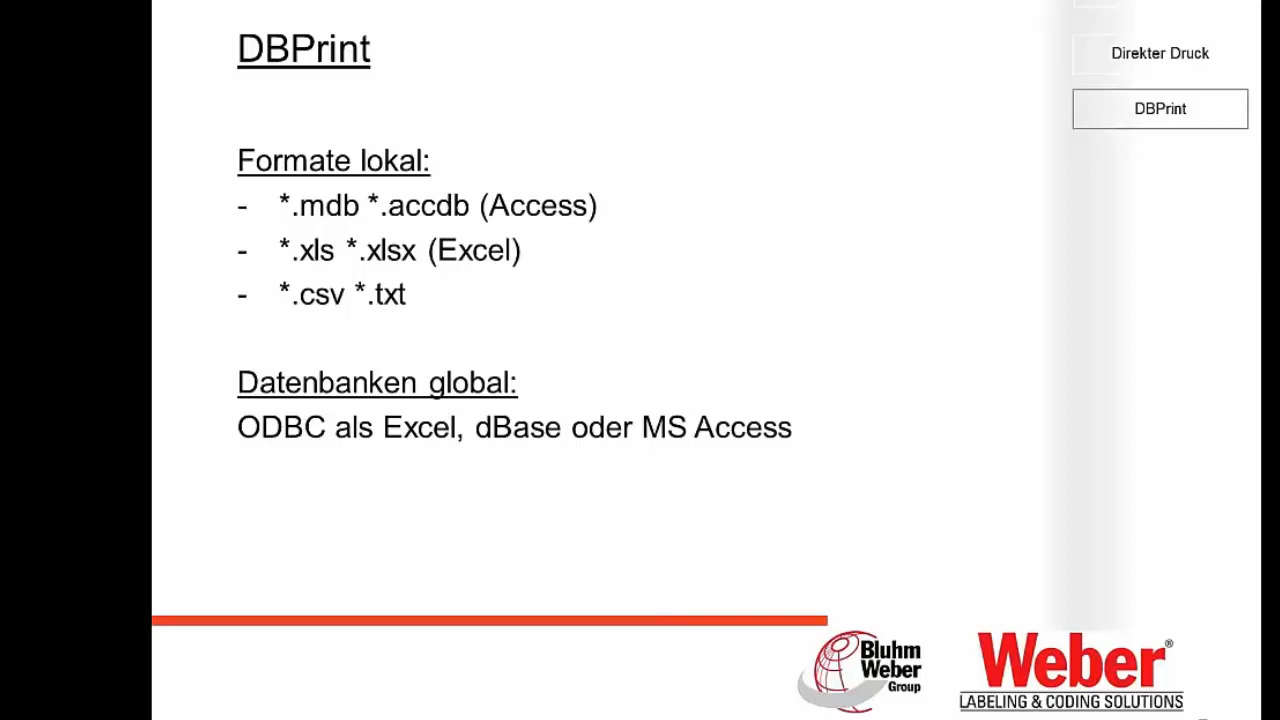 DBPrint
Formate lokal:
- *.mdb *.accdb (Access)
- *.xls *.xlsx (Excel)
- *.csv *.txt
Datenbanken global:
ODBC als Excel, dBase oder MS Access
Direkter Druck
DBPrint
Bluhm
Weber
Group
Weber®
LABELING & CODING SOLUTIONS